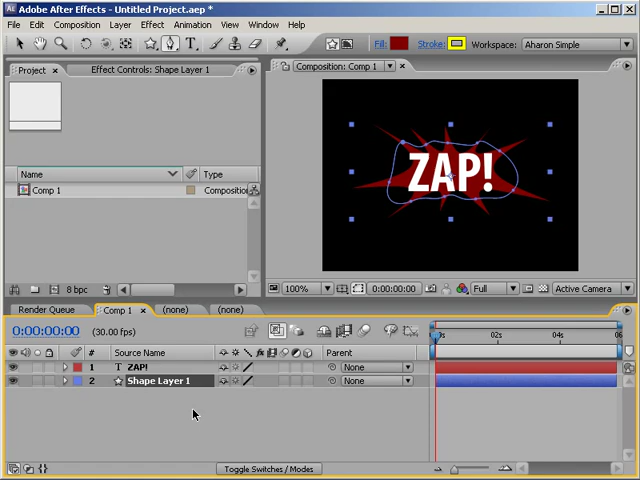 Adobe After Effects - Untitled Project.aep *
File Edit Composition Layer Effect Animation View Window Help
Fill: Stroke: Workspace: Aharon Simple
Project × Effect Controls: Shape Layer 1
Composition: Comp 1 ×
ZAP!
Name Type
Comp 1 Composition
8 bpc
100% 0:00:00:00 Full Active Camera
Render Queue Comp 1 × (none) (none)
0:00:00:00 (30.00 fps)
0s 02s 04s 06
# Source Name Parent
1 T ZAP! None
2 Shape Layer 1 None
Toggle Switches / Modes